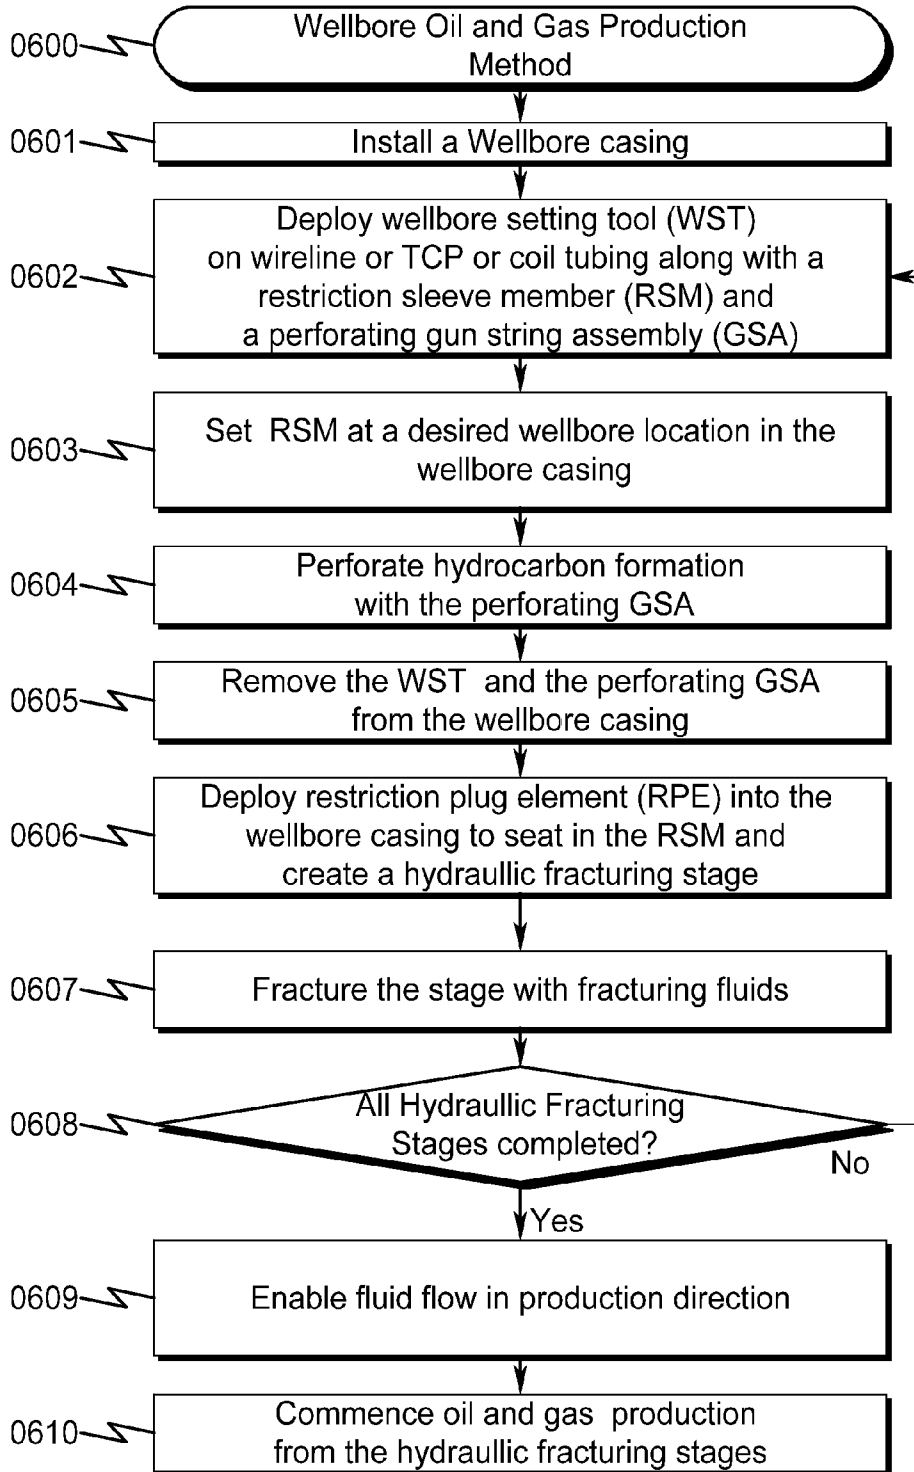 0600
Wellbore Oil and Gas Production
Method
0601
Install a Wellbore casing
0602
Deploy wellbore setting tool (WST)
on wireline or TCP or coil tubing along with a
restriction sleeve member (RSM) and
a perforating gun string assembly (GSA)
0603
Set RSM at a desired wellbore location in the
wellbore casing
0604
Perforate hydrocarbon formation
with the perforating GSA
0605
Remove the WST and the perforating GSA
from the wellbore casing
0606
Deploy restriction plug element (RPE) into the
wellbore casing to seat in the RSM and
create a hydraullic fracturing stage
0607
Fracture the stage with fracturing fluids
0608
All Hydraullic Fracturing
Stages completed?
No
Yes
0609
Enable fluid flow in production direction
0610
Commence oil and gas production
from the hydraullic fracturing stages